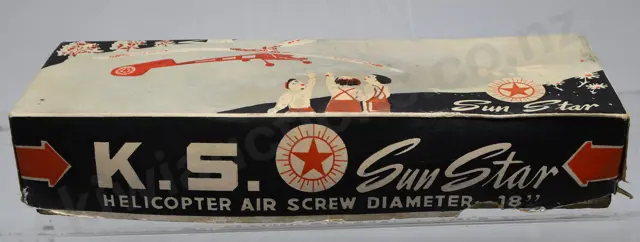 Sun Star
K.S. Sun Star
HELICOPTER AIR SCREW DIAMETER 18"